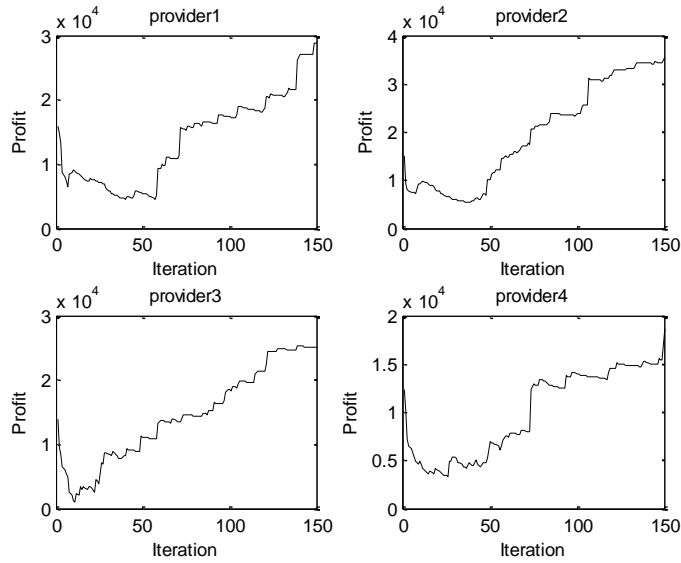 provider1
x 10^4
3
2
1
0
Profit
0 50 100 150
Iteration
provider2
x 10^4
4
3
2
1
0
Profit
0 50 100 150
Iteration
provider3
x 10^4
3
2
1
0
Profit
0 50 100 150
Iteration
provider4
x 10^4
2
1.5
1
0.5
0
Profit
0 50 100 150
Iteration